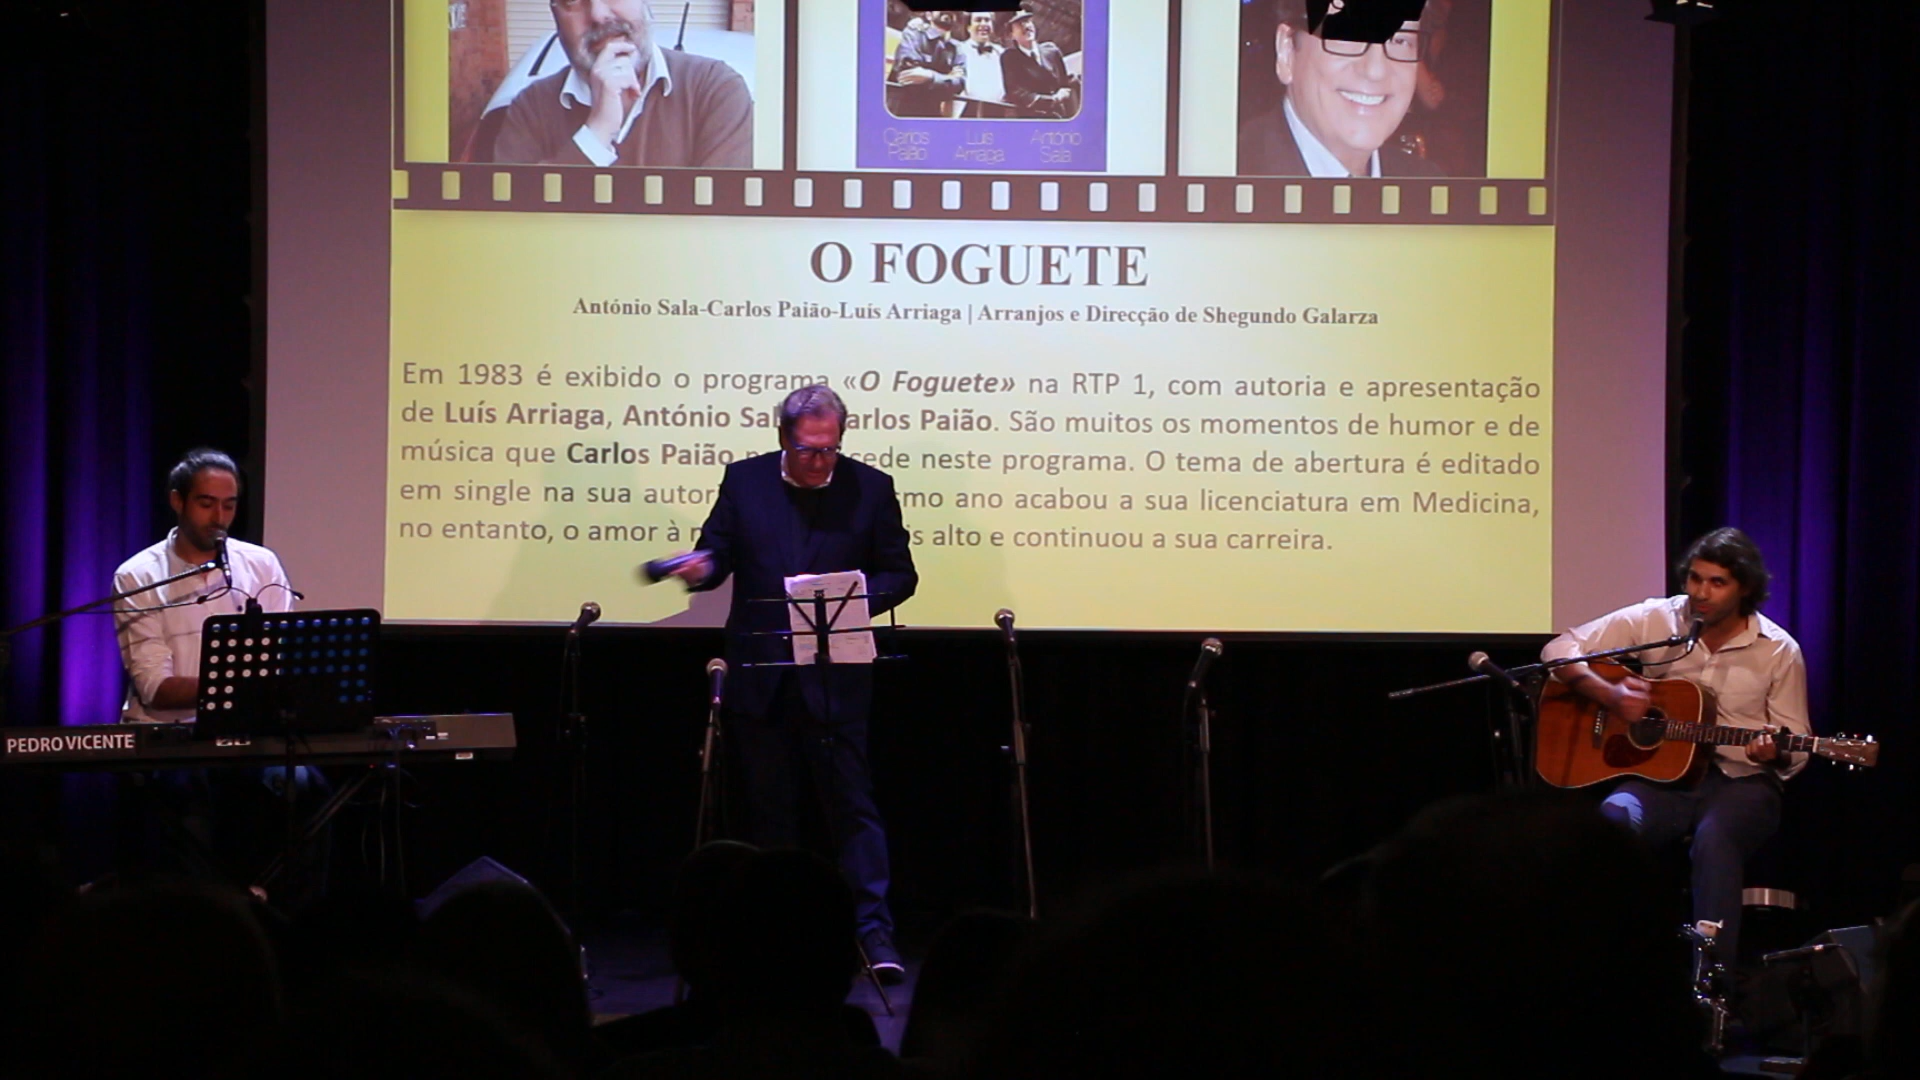 Carlos Paião
Luís Arriaga
António Sala
O FOGUETE
António Sala-Carlos Paião-Luís Arriaga | Arranjos e Direcção de Shegundo Galarza
Em 1983 é exibido o programa «O Foguete» na RTP 1, com autoria e apresentação
de Luís Arriaga, António Sal arlos Paião. São muitos os momentos de humor e de
música que Carlos Paião cede neste programa. O tema de abertura é editado
em single na sua autor smo ano acabou a sua licenciatura em Medicina,
no entanto, o amor à s alto e continuou a sua carreira.
PEDRO VICENTE